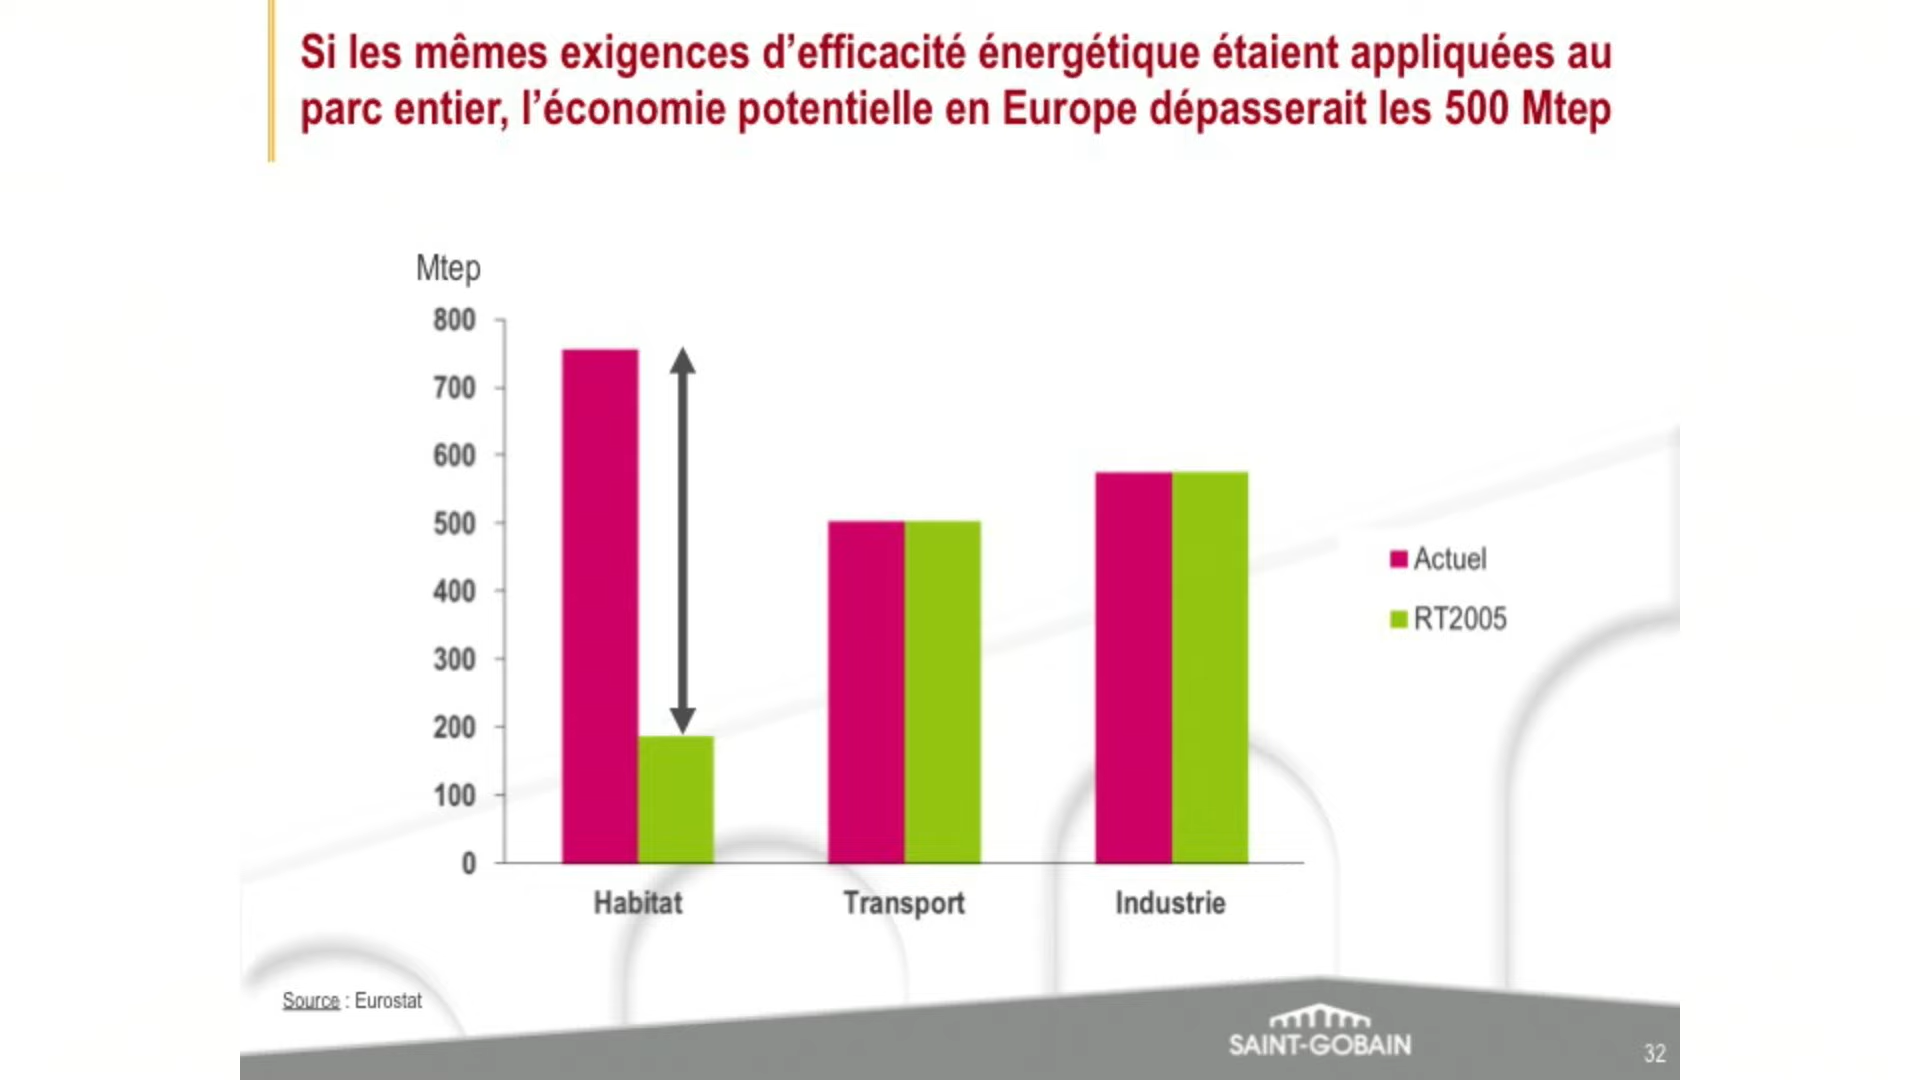 Si les mêmes exigences d’efficacité énergétique étaient appliquées au
parc entier, l’économie potentielle en Europe dépasserait les 500 Mtep
Mtep
800
700
600
500
400
300
200
100
0
Habitat
Transport
Industrie
Actuel
RT2005
Source : Eurostat
SAINT-GOBAIN
32